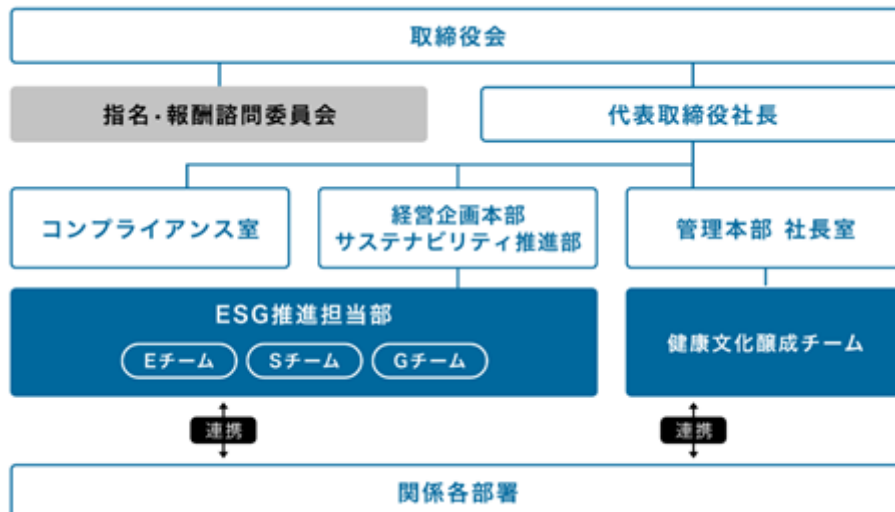 取締役会
指名・報酬諮問委員会
代表取締役社長
コンプライアンス室
経営企画本部
サステナビリティ推進部
管理本部 社長室
ESG推進担当部
Eチーム
Sチーム
Gチーム
健康文化醸成チーム
連携
連携
関係各部署